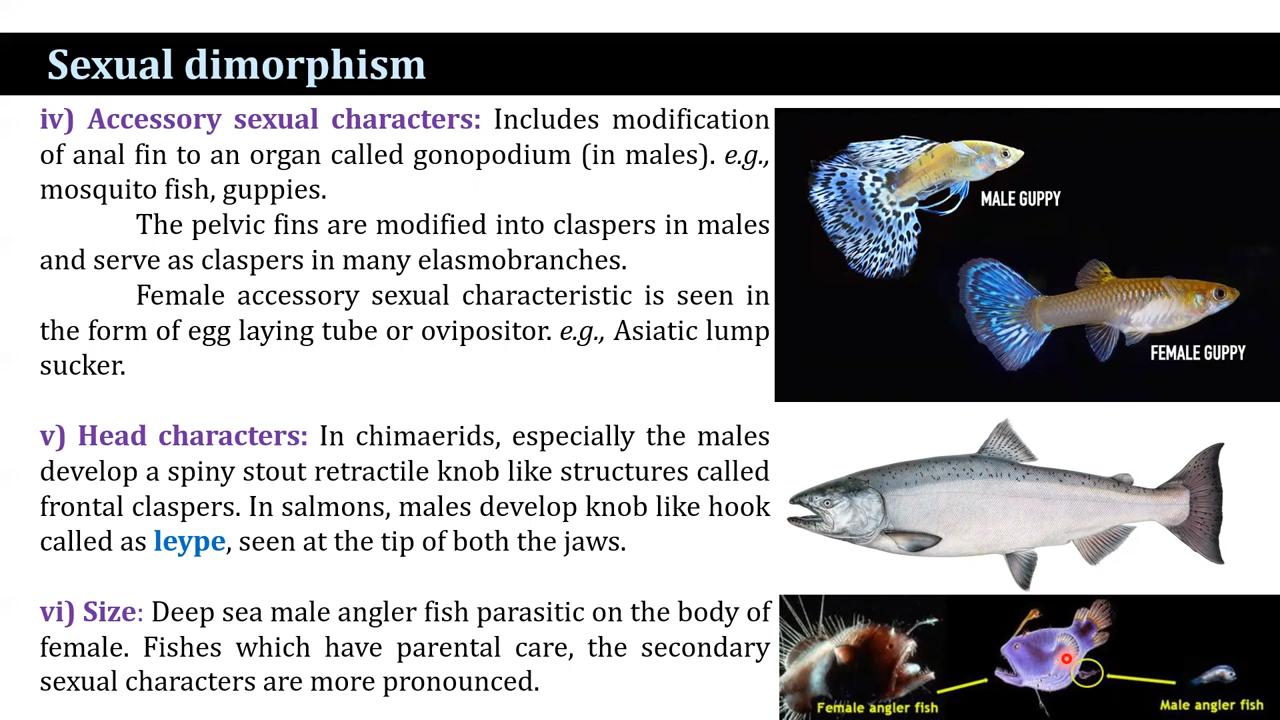 Sexual dimorphism
iv) Accessory sexual characters: Includes modification
of anal fin to an organ called gonopodium (in males). e.g.,
mosquito fish, guppies.
The pelvic fins are modified into claspers in males
and serve as claspers in many elasmobranches.
Female accessory sexual characteristic is seen in
the form of egg laying tube or ovipositor. e.g., Asiatic lump
sucker.
v) Head characters: In chimaerids, especially the males
develop a spiny stout retractile knob like structures called
frontal claspers. In salmons, males develop knob like hook
called as leype, seen at the tip of both the jaws.
vi) Size: Deep sea male angler fish parasitic on the body of
female. Fishes which have parental care, the secondary
sexual characters are more pronounced.
MALE GUPPY
FEMALE GUPPY
Female angler fish
Male angler fish